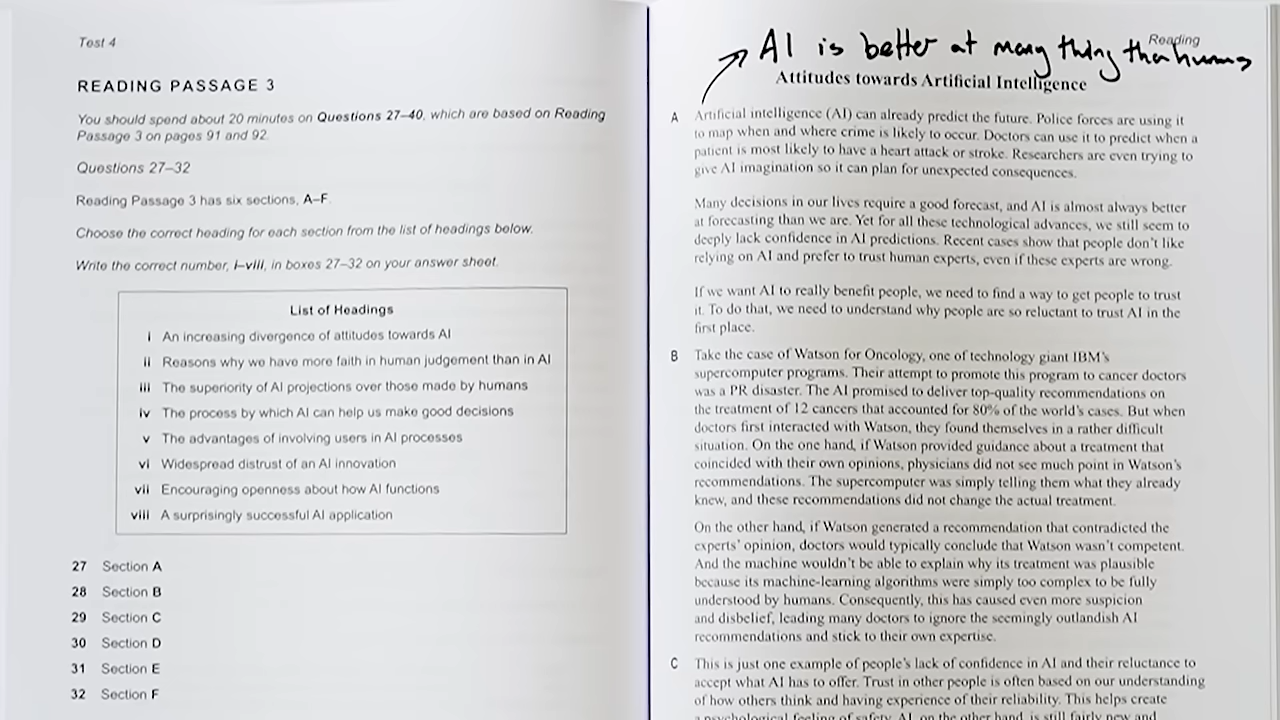 Test 4
READING PASSAGE 3
You should spend about 20 minutes on Questions 27–40, which are based on Reading
Passage 3 on pages 91 and 92.
Questions 27–32
Reading Passage 3 has six sections, A–F.
Choose the correct heading for each section from the list of headings below.
Write the correct number, i–viii, in boxes 27–32 on your answer sheet.
List of Headings
i An increasing divergence of attitudes towards AI
ii Reasons why we have more faith in human judgement than in AI
iii The superiority of AI projections over those made by humans
iv The process by which AI can help us make good decisions
v The advantages of involving users in AI processes
vi Widespread distrust of an AI innovation
vii Encouraging openness about how AI functions
viii A surprisingly successful AI application
27 Section A
28 Section B
29 Section C
30 Section D
31 Section E
32 Section F
Reading
AI is better at many thing than humans
Attitudes towards Artificial Intelligence
A Artificial intelligence (AI) can already predict the future. Police forces are using it
to map when and where crime is likely to occur. Doctors can use it to predict when a
patient is most likely to have a heart attack or stroke. Researchers are even trying to
give AI imagination so it can plan for unexpected consequences.
Many decisions in our lives require a good forecast, and AI is almost always better
at forecasting than we are. Yet for all these technological advances, we still seem to
deeply lack confidence in AI predictions. Recent cases show that people don't like
relying on AI and prefer to trust human experts, even if these experts are wrong.
If we want AI to really benefit people, we need to find a way to get people to trust
it. To do that, we need to understand why people are so reluctant to trust AI in the
first place.
B Take the case of Watson for Oncology, one of technology giant IBM's
supercomputer programs. Their attempt to promote this program to cancer doctors
was a PR disaster. The AI promised to deliver top-quality recommendations on
the treatment of 12 cancers that accounted for 80% of the world's cases. But when
doctors first interacted with Watson, they found themselves in a rather difficult
situation. On the one hand, if Watson provided guidance about a treatment that
coincided with their own opinions, physicians did not see much point in Watson's
recommendations. The supercomputer was simply telling them what they already
knew, and these recommendations did not change the actual treatment.
On the other hand, if Watson generated a recommendation that contradicted the
experts' opinion, doctors would typically conclude that Watson wasn't competent.
And the machine wouldn't be able to explain why its treatment was plausible
because its machine-learning algorithms were simply too complex to be fully
understood by humans. Consequently, this has caused even more suspicion
and disbelief, leading many doctors to ignore the seemingly outlandish AI
recommendations and stick to their own expertise.
C This is just one example of people's lack of confidence in AI and their reluctance to
accept what AI has to offer. Trust in other people is often based on our understanding
of how others think and having experience of their reliability. This helps create
a psychological feeling of safety. AI, on the other hand, is still fairly new and